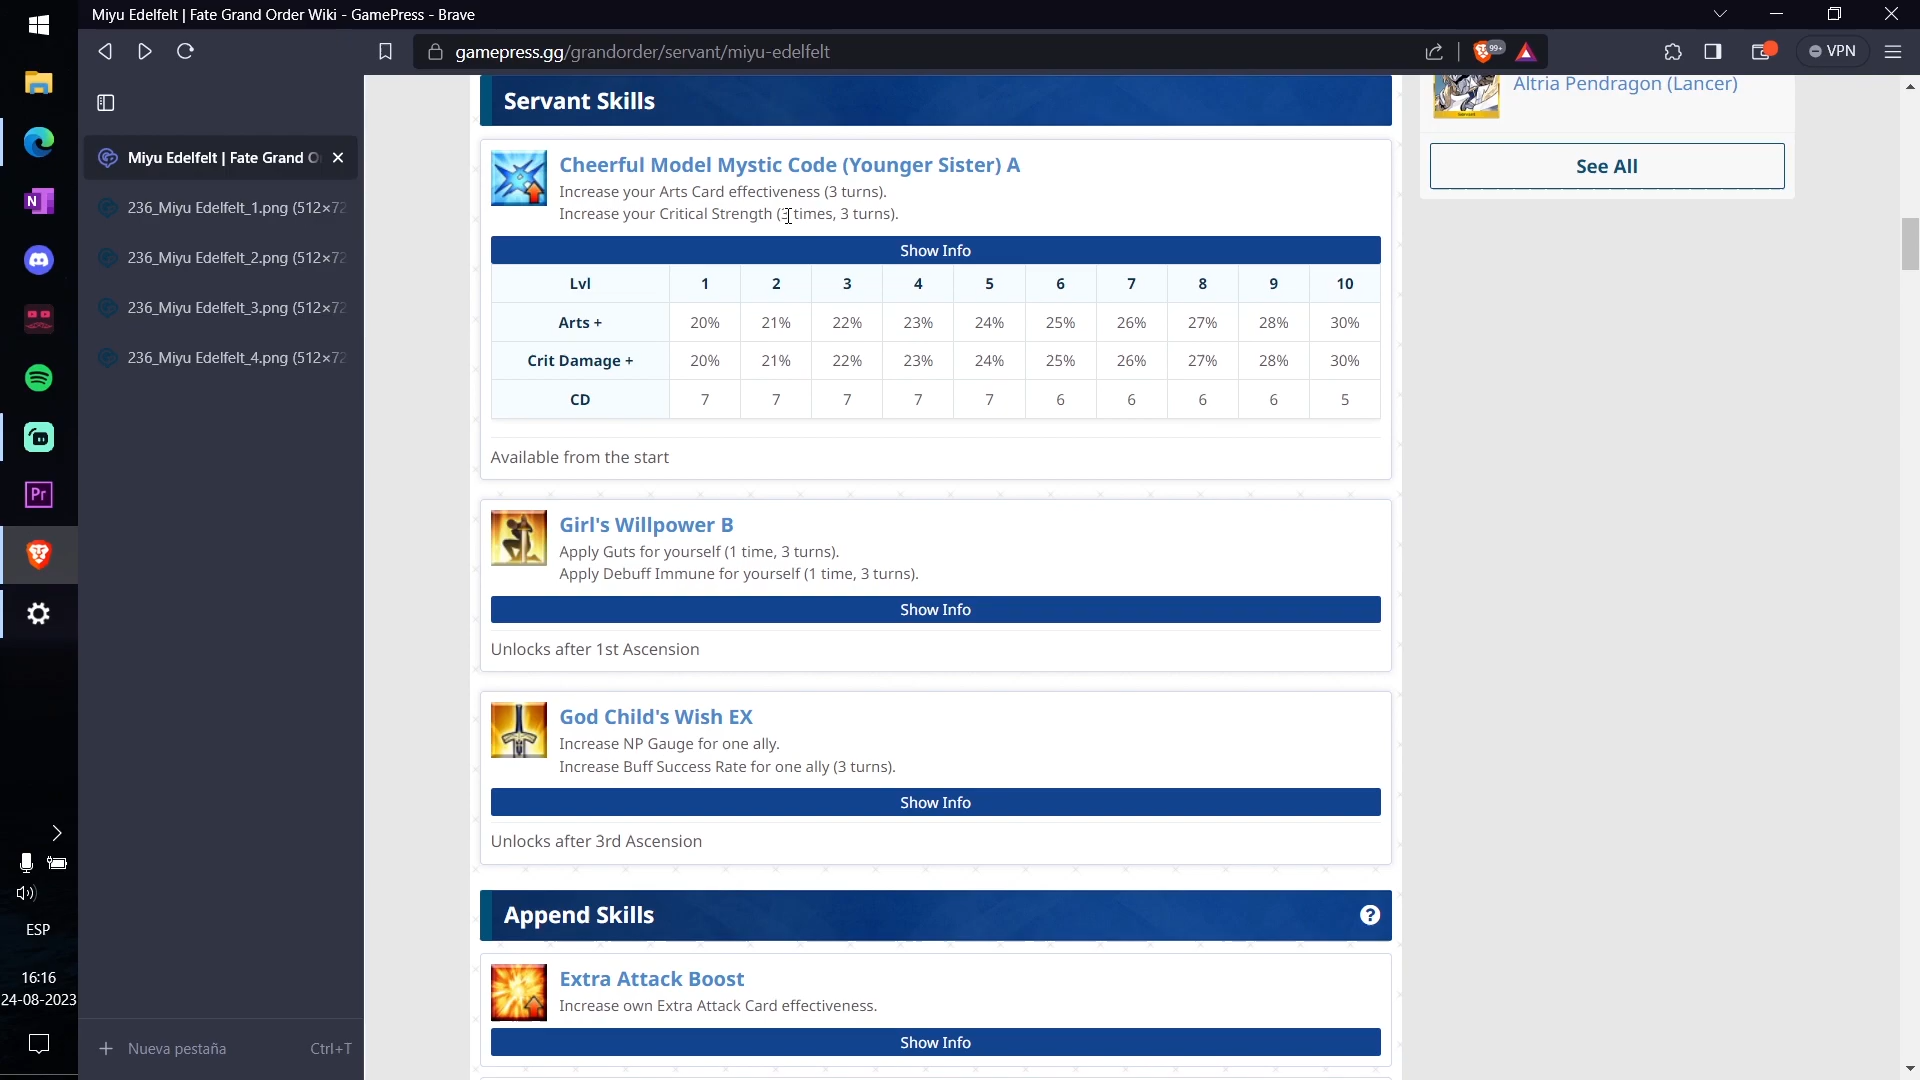 Miyu Edelfelt | Fate Grand Order Wiki - GamePress - Brave
gamepress.gg/grandorder/servant/miyu-edelfelt
99+
VPN
Miyu Edelfelt | Fate Grand O
236_Miyu Edelfelt_1.png (512×72
236_Miyu Edelfelt_2.png (512×72
236_Miyu Edelfelt_3.png (512×72
236_Miyu Edelfelt_4.png (512×72
N
Pr
ESP
16:16
24-08-2023
Nueva pestaña Ctrl+T
Servant Skills
Cheerful Model Mystic Code (Younger Sister) A
Increase your Arts Card effectiveness (3 turns).
Increase your Critical Strength (3 times, 3 turns).
Show Info
Lvl 1 2 3 4 5 6 7 8 9 10
Arts + 20% 21% 22% 23% 24% 25% 26% 27% 28% 30%
Crit Damage + 20% 21% 22% 23% 24% 25% 26% 27% 28% 30%
CD 7 7 7 7 7 6 6 6 6 5
Available from the start
Girl's Willpower B
Apply Guts for yourself (1 time, 3 turns).
Apply Debuff Immune for yourself (1 time, 3 turns).
Show Info
Unlocks after 1st Ascension
God Child's Wish EX
Increase NP Gauge for one ally.
Increase Buff Success Rate for one ally (3 turns).
Show Info
Unlocks after 3rd Ascension
Append Skills
?
Extra Attack Boost
Increase own Extra Attack Card effectiveness.
Show Info
Altria Pendragon (Lancer)
See All